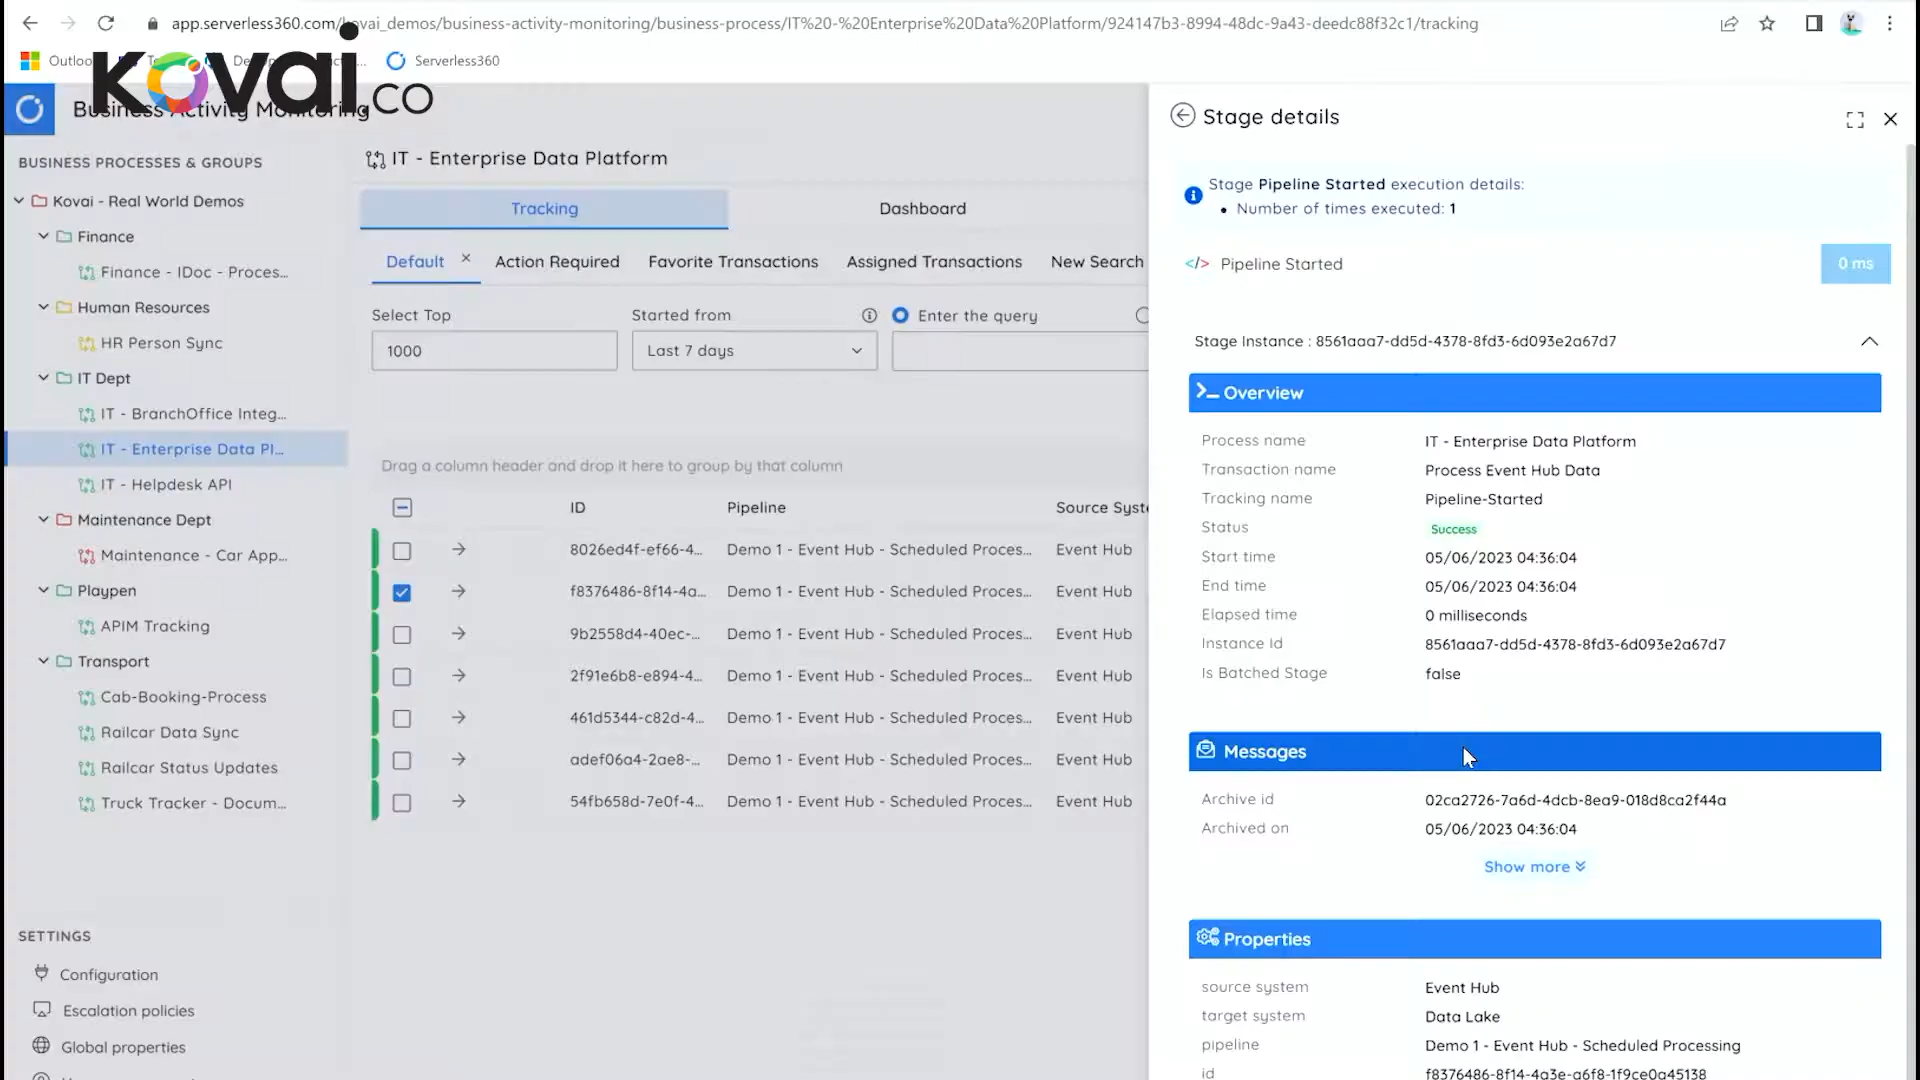 app.serverless360.com/kovai_demos/business-activity-monitoring/business-process/IT%20-%20Enterprise%20Data%20Platform/924147b3-8994-48dc-9a43-deedc88f32c1/tracking
Outloo
Serverless360
kovai.co
Business Activity Monitoring
BUSINESS PROCESSES & GROUPS
Kovai - Real World Demos
Finance
Finance - IDoc - Proces...
Human Resources
HR Person Sync
IT Dept
IT - BranchOffice Integ...
IT - Enterprise Data Pl...
IT - Helpdesk API
Maintenance Dept
Maintenance - Car App...
Playpen
APIM Tracking
Transport
Cab-Booking-Process
Railcar Data Sync
Railcar Status Updates
Truck Tracker - Docum...
SETTINGS
Configuration
Escalation policies
Global properties
IT - Enterprise Data Platform
Tracking Dashboard
Default × Action Required Favorite Transactions Assigned Transactions New Search
Select Top Started from Enter the query
1000 Last 7 days
Drag a column header and drop it here to group by that column
ID Pipeline Source Syste
8026ed4f-ef66-4... Demo 1 - Event Hub - Scheduled Proces... Event Hub
f8376486-8f14-4a... Demo 1 - Event Hub - Scheduled Proces... Event Hub
9b2558d4-40ec-... Demo 1 - Event Hub - Scheduled Proces... Event Hub
2f91e6b8-e894-4... Demo 1 - Event Hub - Scheduled Proces... Event Hub
461d5344-c82d-4... Demo 1 - Event Hub - Scheduled Proces... Event Hub
adef06a4-2ae8-... Demo 1 - Event Hub - Scheduled Proces... Event Hub
54fb658d-7e0f-4... Demo 1 - Event Hub - Scheduled Proces... Event Hub
Stage details
Stage Pipeline Started execution details:
• Number of times executed: 1
</> Pipeline Started 0 ms
Stage Instance : 8561aaa7-dd5d-4378-8fd3-6d093e2a67d7
Overview
Process name IT - Enterprise Data Platform
Transaction name Process Event Hub Data
Tracking name Pipeline-Started
Status Success
Start time 05/06/2023 04:36:04
End time 05/06/2023 04:36:04
Elapsed time 0 milliseconds
Instance Id 8561aaa7-dd5d-4378-8fd3-6d093e2a67d7
Is Batched Stage false
Messages
Archive id 02ca2726-7a6d-4dcb-8ea9-018d8ca2f44a
Archived on 05/06/2023 04:36:04
Show more
Properties
source system Event Hub
target system Data Lake
pipeline Demo 1 - Event Hub - Scheduled Processing
id f8376486-8f14-4a3e-a6f8-1f9ce0a45138